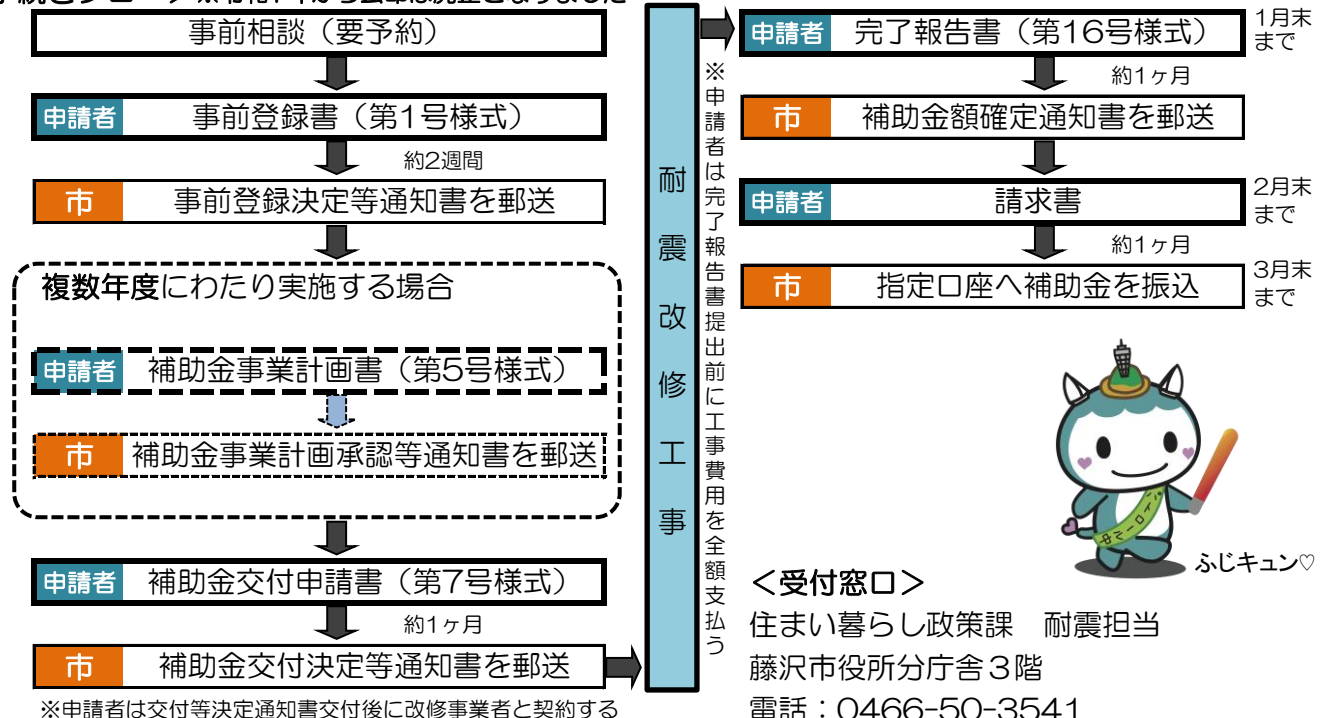 事前相談（要予約）
申請者 事前登録書（第1号様式）
約2週間
市 事前登録決定等通知書を郵送
複数年度にわたり実施する場合
申請者 補助金事業計画書（第5号様式）
市 補助金事業計画承認等通知書を郵送
申請者 補助金交付申請書（第7号様式）
約1ヶ月
市 補助金交付決定等通知書を郵送
※申請者は交付等決定通知書交付後に改修事業者と契約する
耐震改修工事
※申請者は完了報告書提出前に工事費用を全額支払う
申請者 完了報告書（第16号様式）
1月末
まで
約1ヶ月
市 補助金額確定通知書を郵送
申請者 請求書
2月末
まで
約1ヶ月
市 指定口座へ補助金を振込
3月末
まで
ふじキュン♡
＜受付窓口＞
住まい暮らし政策課　耐震担当
藤沢市役所分庁舎３階
電話：0466-50-3541